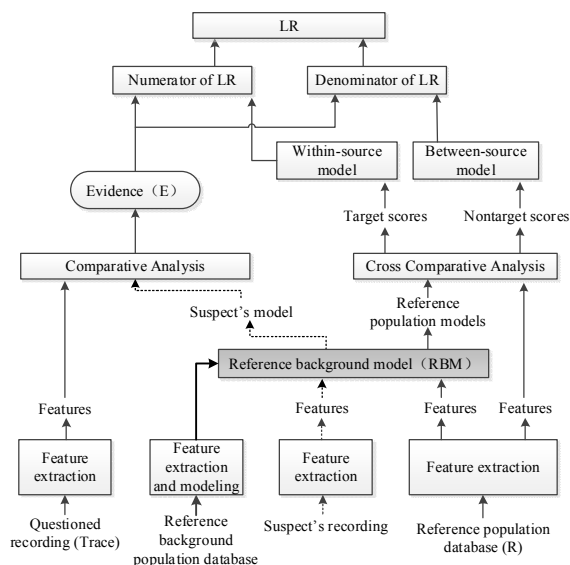 LR
Numerator of LR
Denominator of LR
Within-source
model
Between-source
model
Evidence（E）
Target scores
Nontarget scores
Comparative Analysis
Cross Comparative Analysis
Suspect's model
Reference
population models
Reference background model（RBM）
Features
Features
Features
Features
Feature
extraction
Feature
extraction
and modeling
Feature
extraction
Feature extraction
Questioned
recording (Trace)
Reference
background
population database
Suspect's recording
Reference population
database (R)